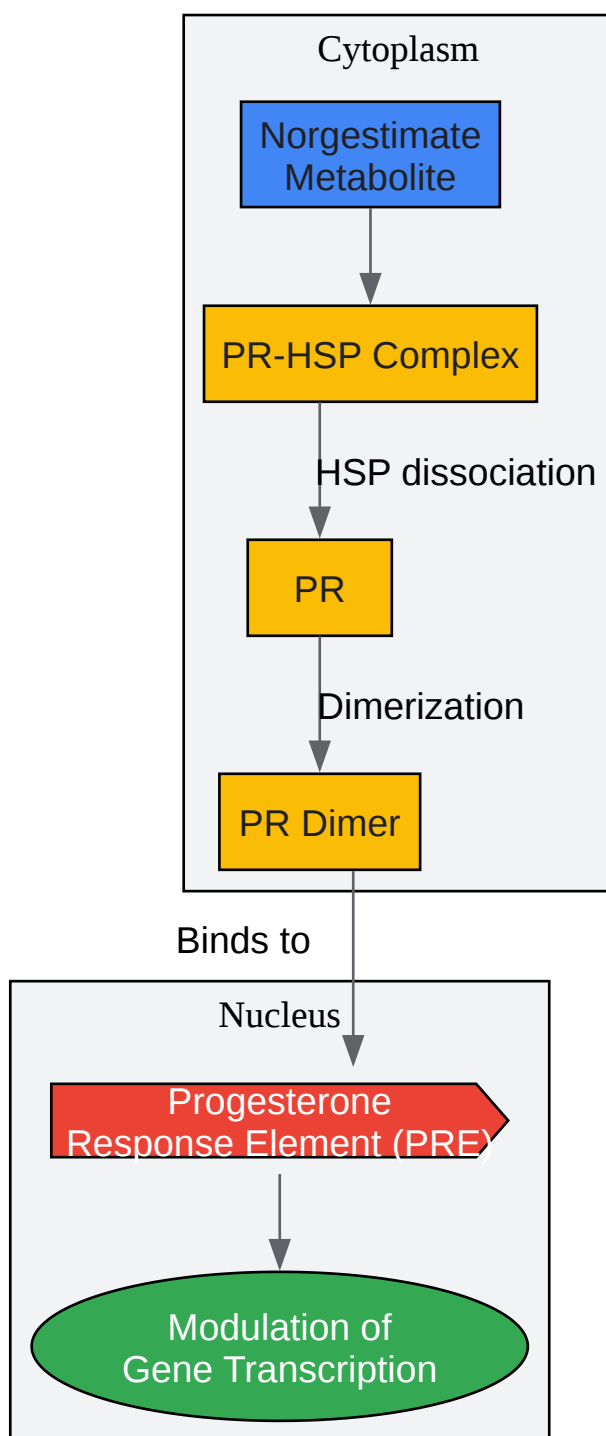 Cytoplasm
Norgestimate
Metabolite
PR-HSP Complex
HSP dissociation
PR
Dimerization
PR Dimer
Binds to
Nucleus
Progesterone
Response Element (PRE)
Modulation of
Gene Transcription